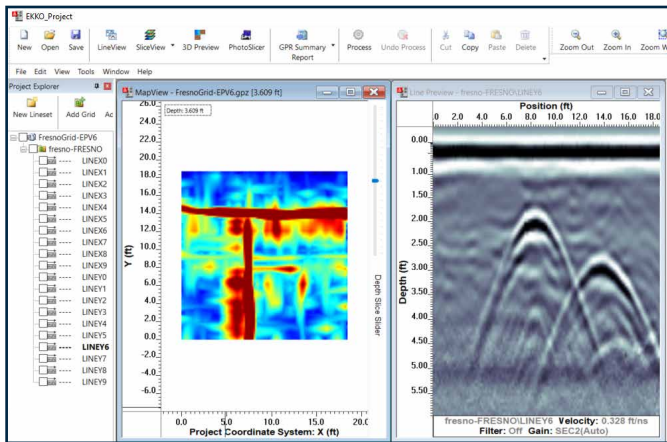 EKKO_Project
New Open Save LineView SliceView 3D Preview PhotoSlicer GPR Summary Report Process Undo Process Cut Copy Paste Delete Zoom Out Zoom In Zoom W
File Edit View Tools Window Help
Project Explorer
New Lineset Add Grid Ac
FresnoGrid-EPV6
fresno-FRESNO
LINEX0
LINEX1
LINEX2
LINEX3
LINEX4
LINEX5
LINEX6
LINEX7
LINEX8
LINEX9
LINEY0
LINEY1
LINEY2
LINEY3
LINEY4
LINEY5
LINEY6
LINEY7
LINEY8
LINEY9
MapView - FresnoGrid-EPV6.gpz [3.609 ft]
Depth: 3.609 ft
26.0
24.0
22.0
20.0
18.0
16.0
14.0
12.0
10.0
8.0
6.0
4.0
2.0
0.0
-2.0
-4.0
-6.0
Y (ft)
0.0 5.0 10.0 15.0 20.0
Project Coordinate System: X (ft)
Depth Slice Slider
Line Preview - fresno-FRESNO\LINEY6
Position (ft)
0.0 2.0 4.0 6.0 8.0 10.0 12.0 14.0 16.0 18.0
0.00
1.00
1.50
2.00
2.50
3.00
3.50
4.00
4.50
5.00
5.50
Depth (ft)
fresno-FRESNO\LINEY6 Velocity: 0.328 ft/ns
Filter: Off Gain: SEC2(Auto)